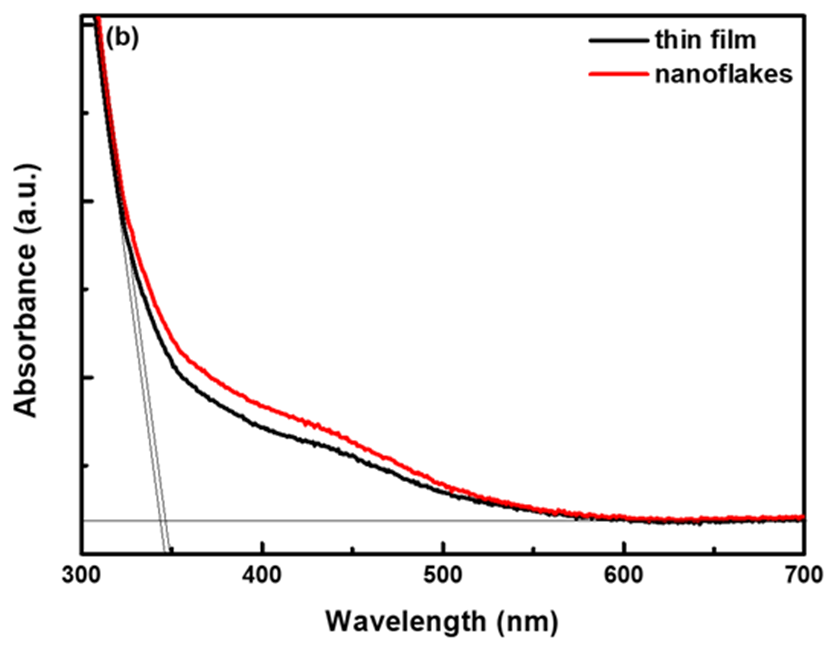 (b)
thin film
nanoflakes
Absorbance (a.u.)
300 400 500 600 700
Wavelength (nm)